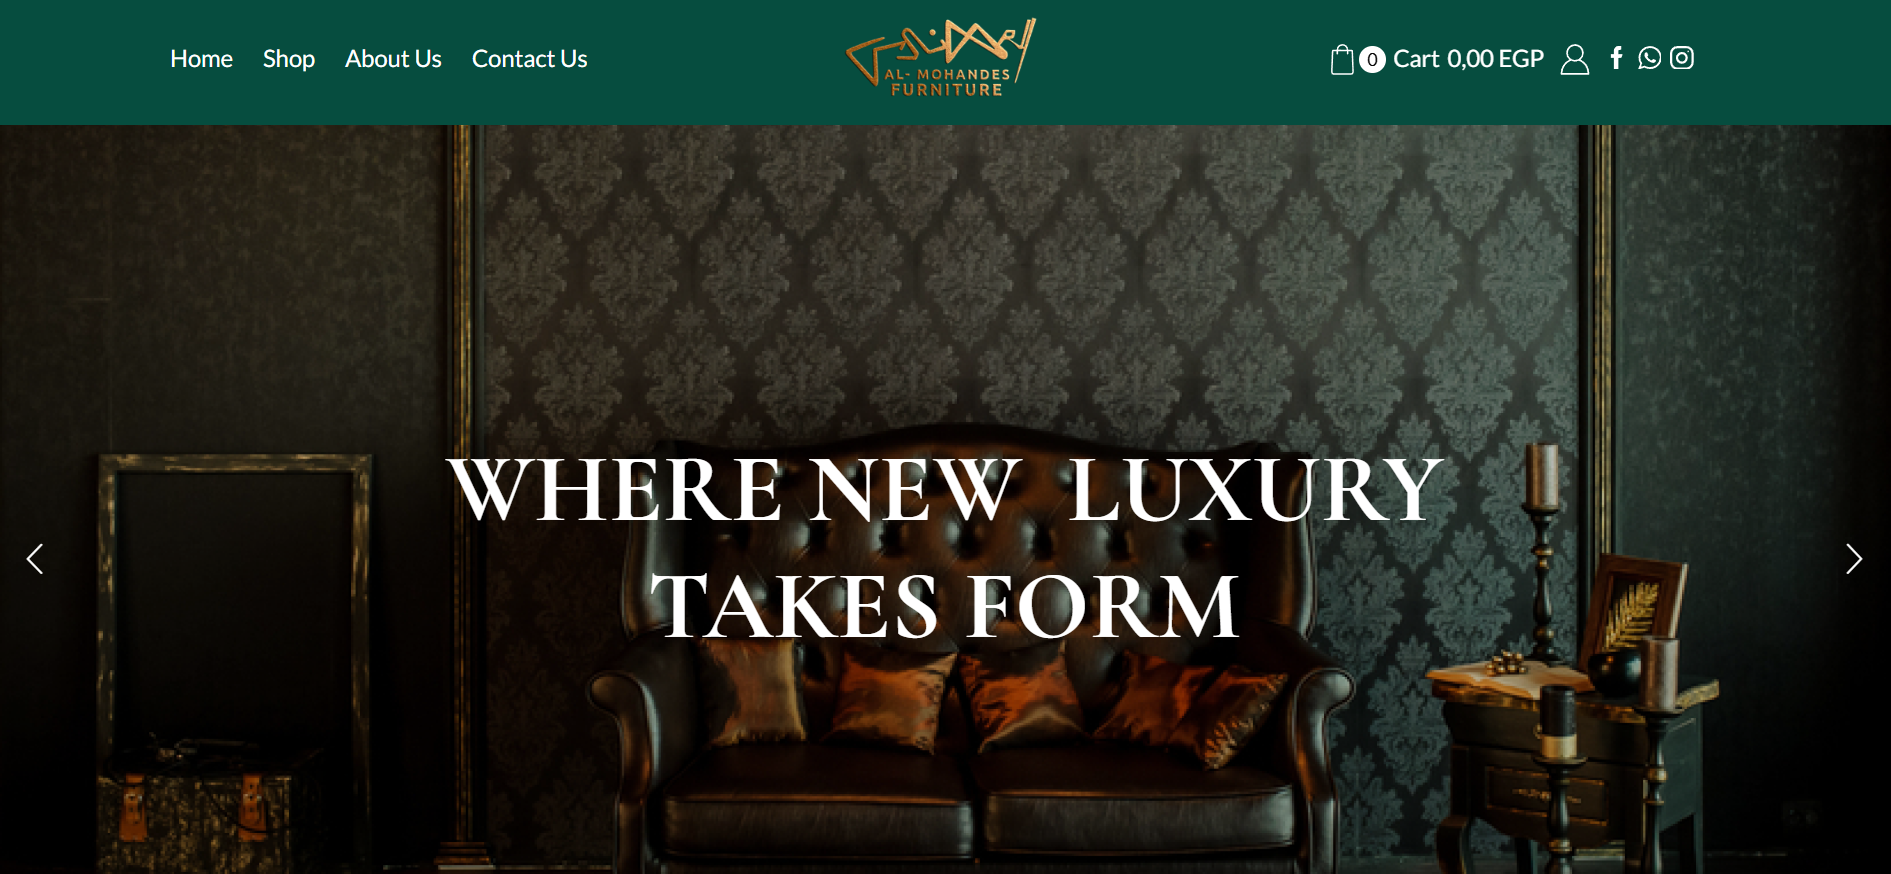 Home Shop About Us Contact Us
المهندس
AL- MOHANDES
FURNITURE
0 Cart 0,00 EGP
WHERE NEW LUXURY
TAKES FORM